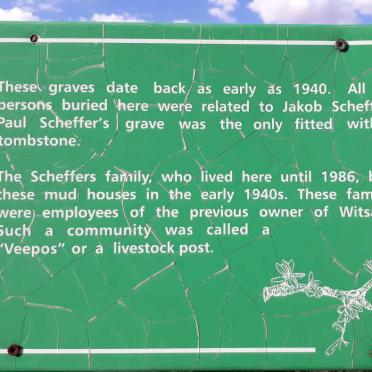 These graves date back as early as 1940. All
persons buried here were related to Jakob Scheff
Paul Scheffer's grave was the only fitted with
tombstone.
The Scheffers family, who lived here until 1986, h
these mud houses in the early 1940s. These fam
were employees of the previous owner of Witsa
Such a community was called a
"Veepos" or a livestock post.